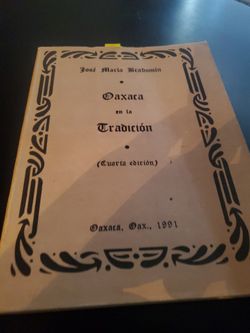 José María Bradomín
Oaxaca
en la
Tradición
(Cuarta edición)
Oaxaca, Oax., 1991